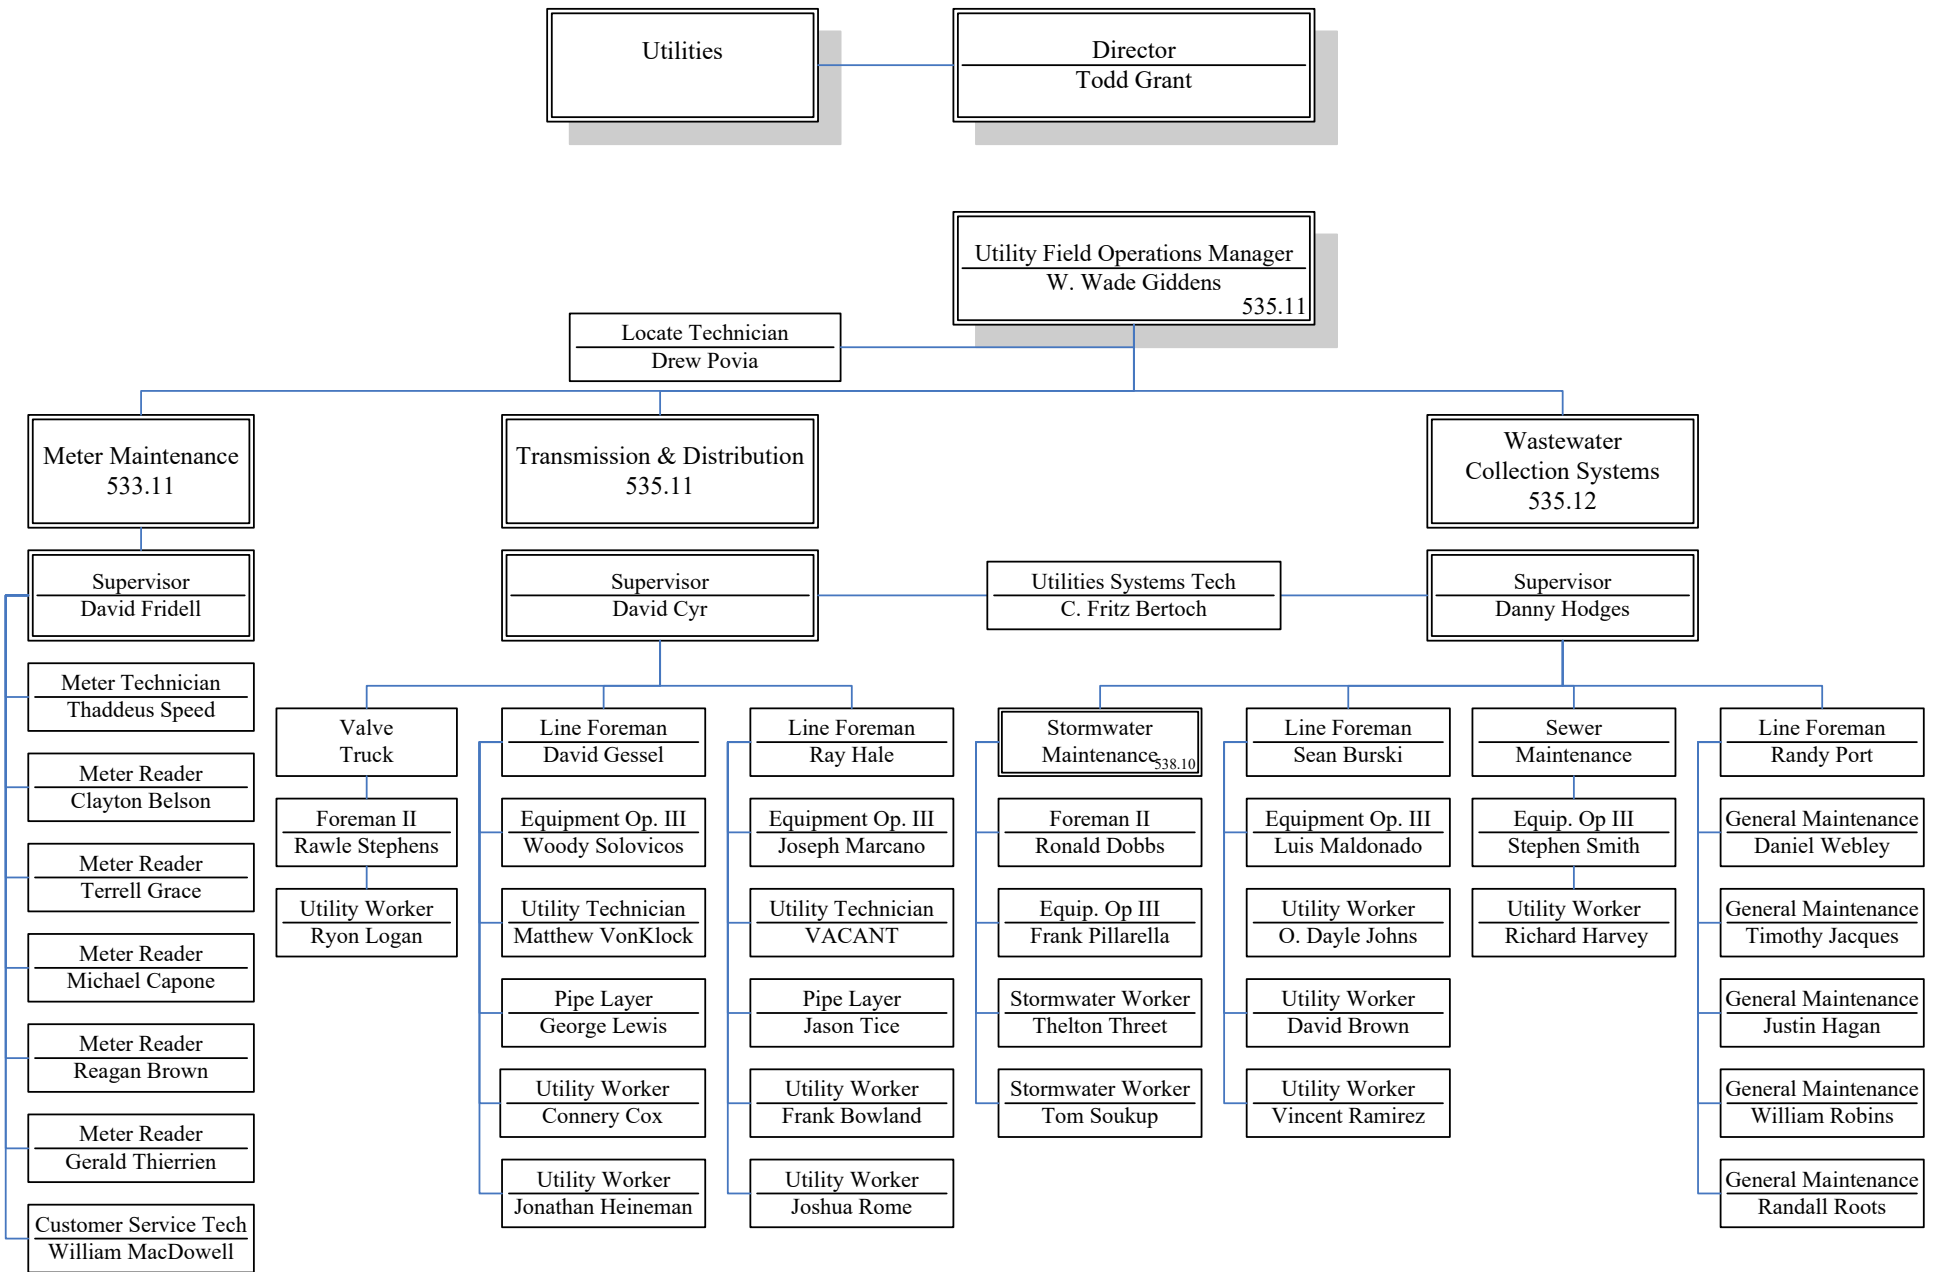 Utilities
Director
Todd Grant
Utility Field Operations Manager
W. Wade Giddens
535.11
Locate Technician
Drew Povia
Meter Maintenance
533.11
Transmission & Distribution
535.11
Wastewater
Collection Systems
535.12
Supervisor
David Fridell
Supervisor
David Cyr
Utilities Systems Tech
C. Fritz Bertoch
Supervisor
Danny Hodges
Meter Technician
Thaddeus Speed
Meter Reader
Clayton Belson
Meter Reader
Terrell Grace
Meter Reader
Michael Capone
Meter Reader
Reagan Brown
Meter Reader
Gerald Thierrien
Customer Service Tech
William MacDowell
Valve
Truck
Foreman II
Rawle Stephens
Utility Worker
Ryon Logan
Line Foreman
David Gessel
Equipment Op. III
Woody Solovicos
Utility Technician
Matthew VonKlock
Pipe Layer
George Lewis
Utility Worker
Connery Cox
Utility Worker
Jonathan Heineman
Line Foreman
Ray Hale
Equipment Op. III
Joseph Marcano
Utility Technician
VACANT
Pipe Layer
Jason Tice
Utility Worker
Frank Bowland
Utility Worker
Joshua Rome
Stormwater
Maintenance
538.10
Foreman II
Ronald Dobbs
Equip. Op III
Frank Pillarella
Stormwater Worker
Thelton Threet
Stormwater Worker
Tom Soukup
Line Foreman
Sean Burski
Equipment Op. III
Luis Maldonado
Utility Worker
O. Dayle Johns
Utility Worker
David Brown
Utility Worker
Vincent Ramirez
Sewer
Maintenance
Equip. Op III
Stephen Smith
Utility Worker
Richard Harvey
Line Foreman
Randy Port
General Maintenance
Daniel Webley
General Maintenance
Timothy Jacques
General Maintenance
Justin Hagan
General Maintenance
William Robins
General Maintenance
Randall Roots